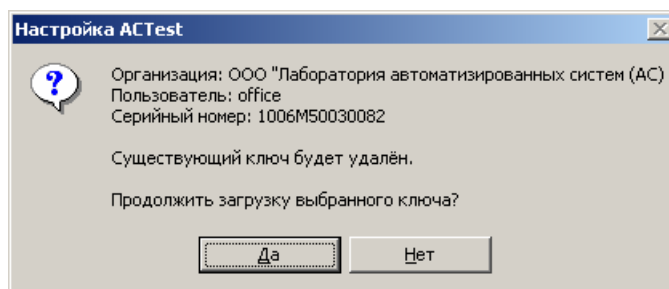 Настройка ACTest
Организация: ООО "Лаборатория автоматизированных систем (АС)
Пользователь: office
Серийный номер: 1006M50030082
Существующий ключ будет удалён.
Продолжить загрузку выбранного ключа?
Да
Нет